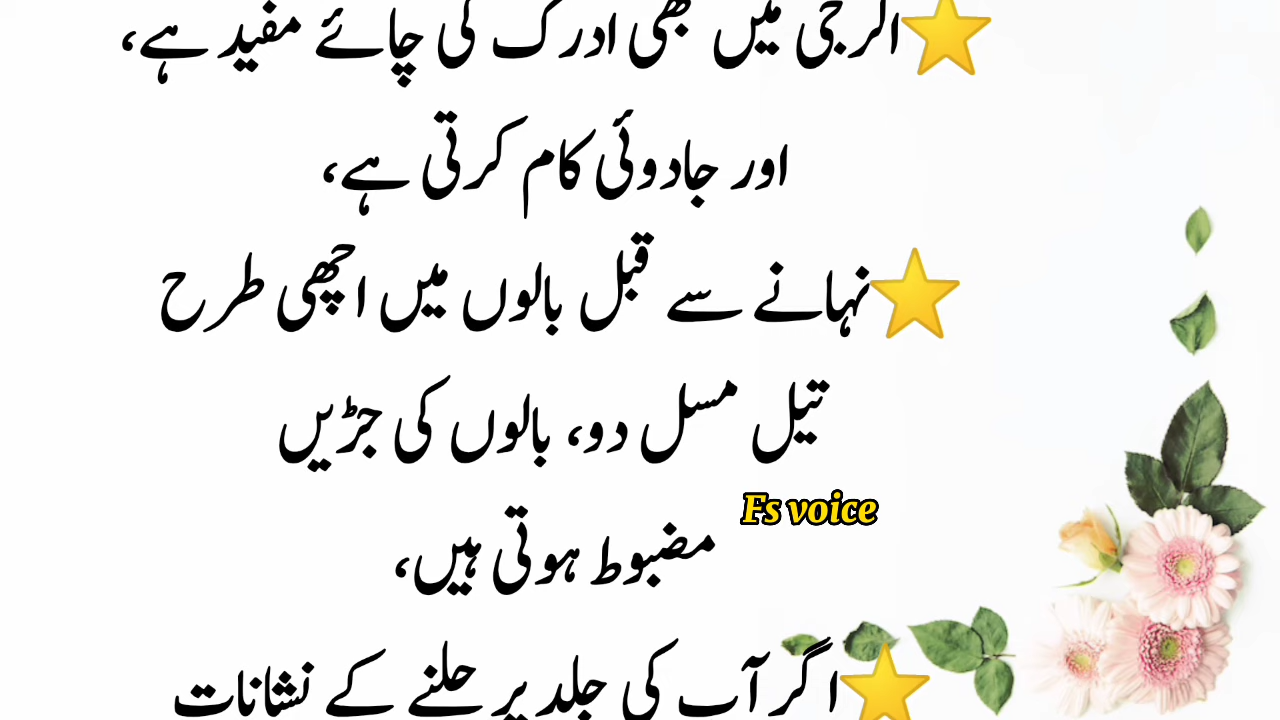 الرجی میں بھی ادرک کی چائے مفید ہے،
اور جادوئی کام کرتی ہے،
نہانے سے قبل بالوں میں اچھی طرح
تیل مسل دو، بالوں کی جڑیں
Fs voice
مضبوط ہوتی ہیں،
اگر آپ کی جلد پر جلنے کے نشانات